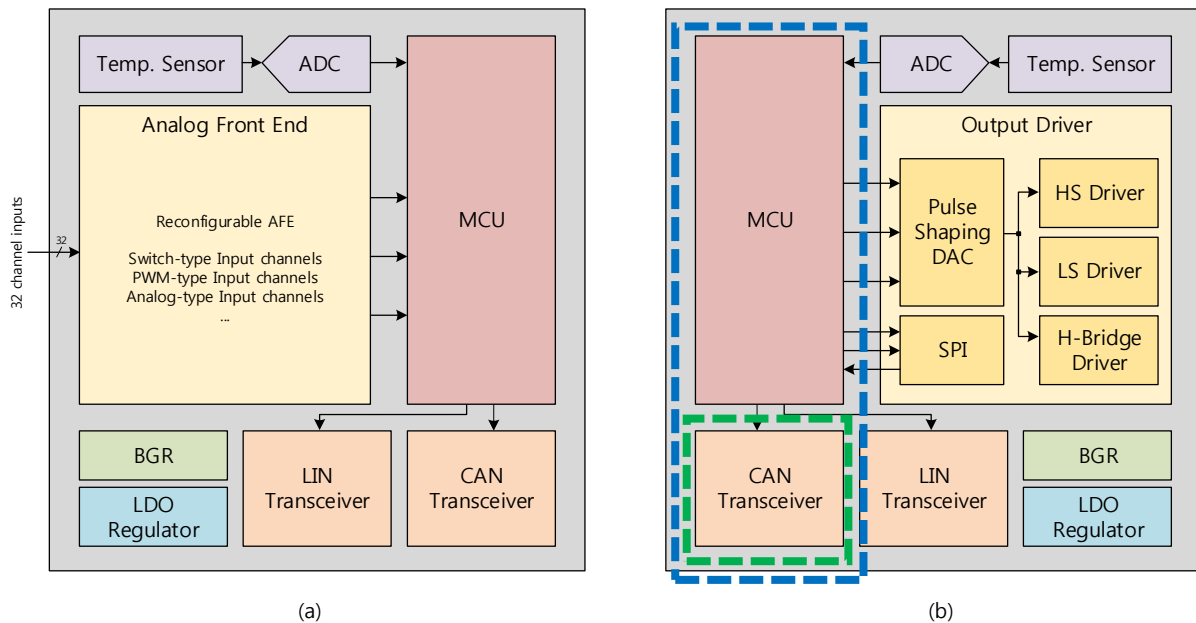 Temp. Sensor
ADC
MCU
Analog Front End
Reconfigurable AFE
Switch-type Input channels
PWM-type Input channels
Analog-type Input channels
...
32 channel inputs
32
BGR
LDO
Regulator
LIN
Transceiver
CAN
Transceiver
(a)
MCU
ADC
Temp. Sensor
Output Driver
Pulse
Shaping
DAC
HS Driver
LS Driver
H-Bridge
Driver
SPI
CAN
Transceiver
LIN
Transceiver
BGR
LDO
Regulator
(b)